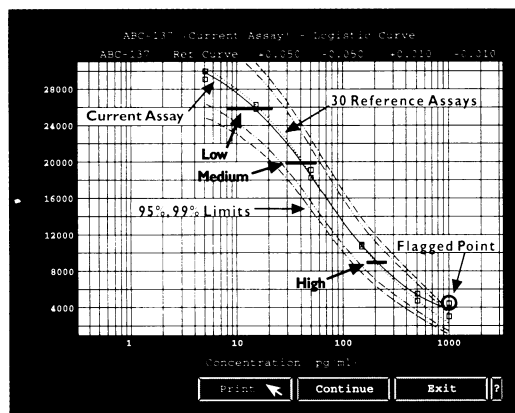 ABC-137 (Current Assay) - Logistic Curve
ABC-137 Ref Curve +0.050 -0.050 +0.010 -0.010
28000
24000
20000
16000
12000
8000
4000
Current Assay
30 Reference Assays
Low
Medium
95%, 99% Limits
Flagged Point
High
1
10
100
1000
Concentration pg ml
Print
Continue
Exit
?